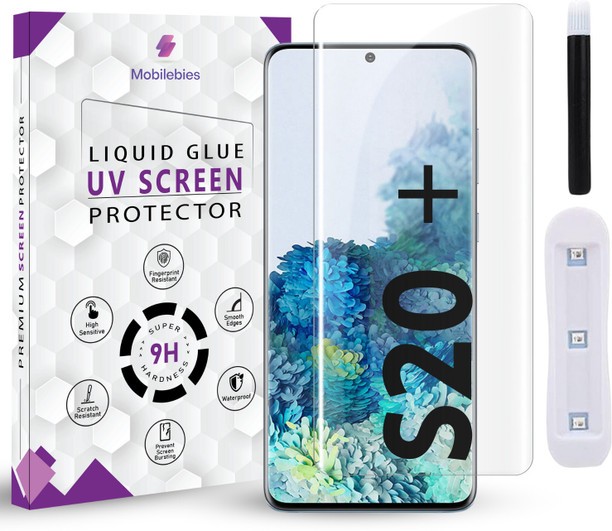 Mobilebies
LIQUID GLUE
UV SCREEN
PROTECTOR
PREMIUM SCREEN PROTECTOR
Fingerprint
Resistant
High
Sensitive
Smooth
Edges
SUPER
9H
HARDNESS
Scratch
Resistant
Waterproof
Prevent
Screen
Bursting
S20+